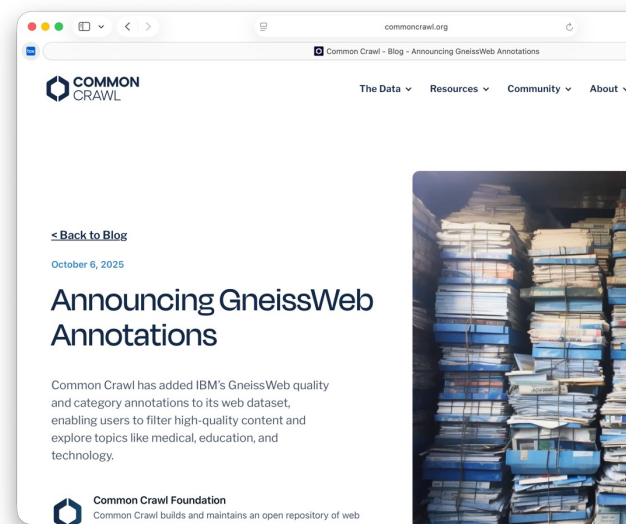 commoncrawl.org
Common Crawl - Blog - Announcing GneissWeb Annotations
COMMON
CRAWL
The Data
Resources
Community
About
< Back to Blog
October 6, 2025
Announcing GneissWeb
Annotations
Common Crawl has added IBM's GneissWeb quality
and category annotations to its web dataset,
enabling users to filter high-quality content and
explore topics like medical, education, and
technology.
Common Crawl Foundation
Common Crawl builds and maintains an open repository of web